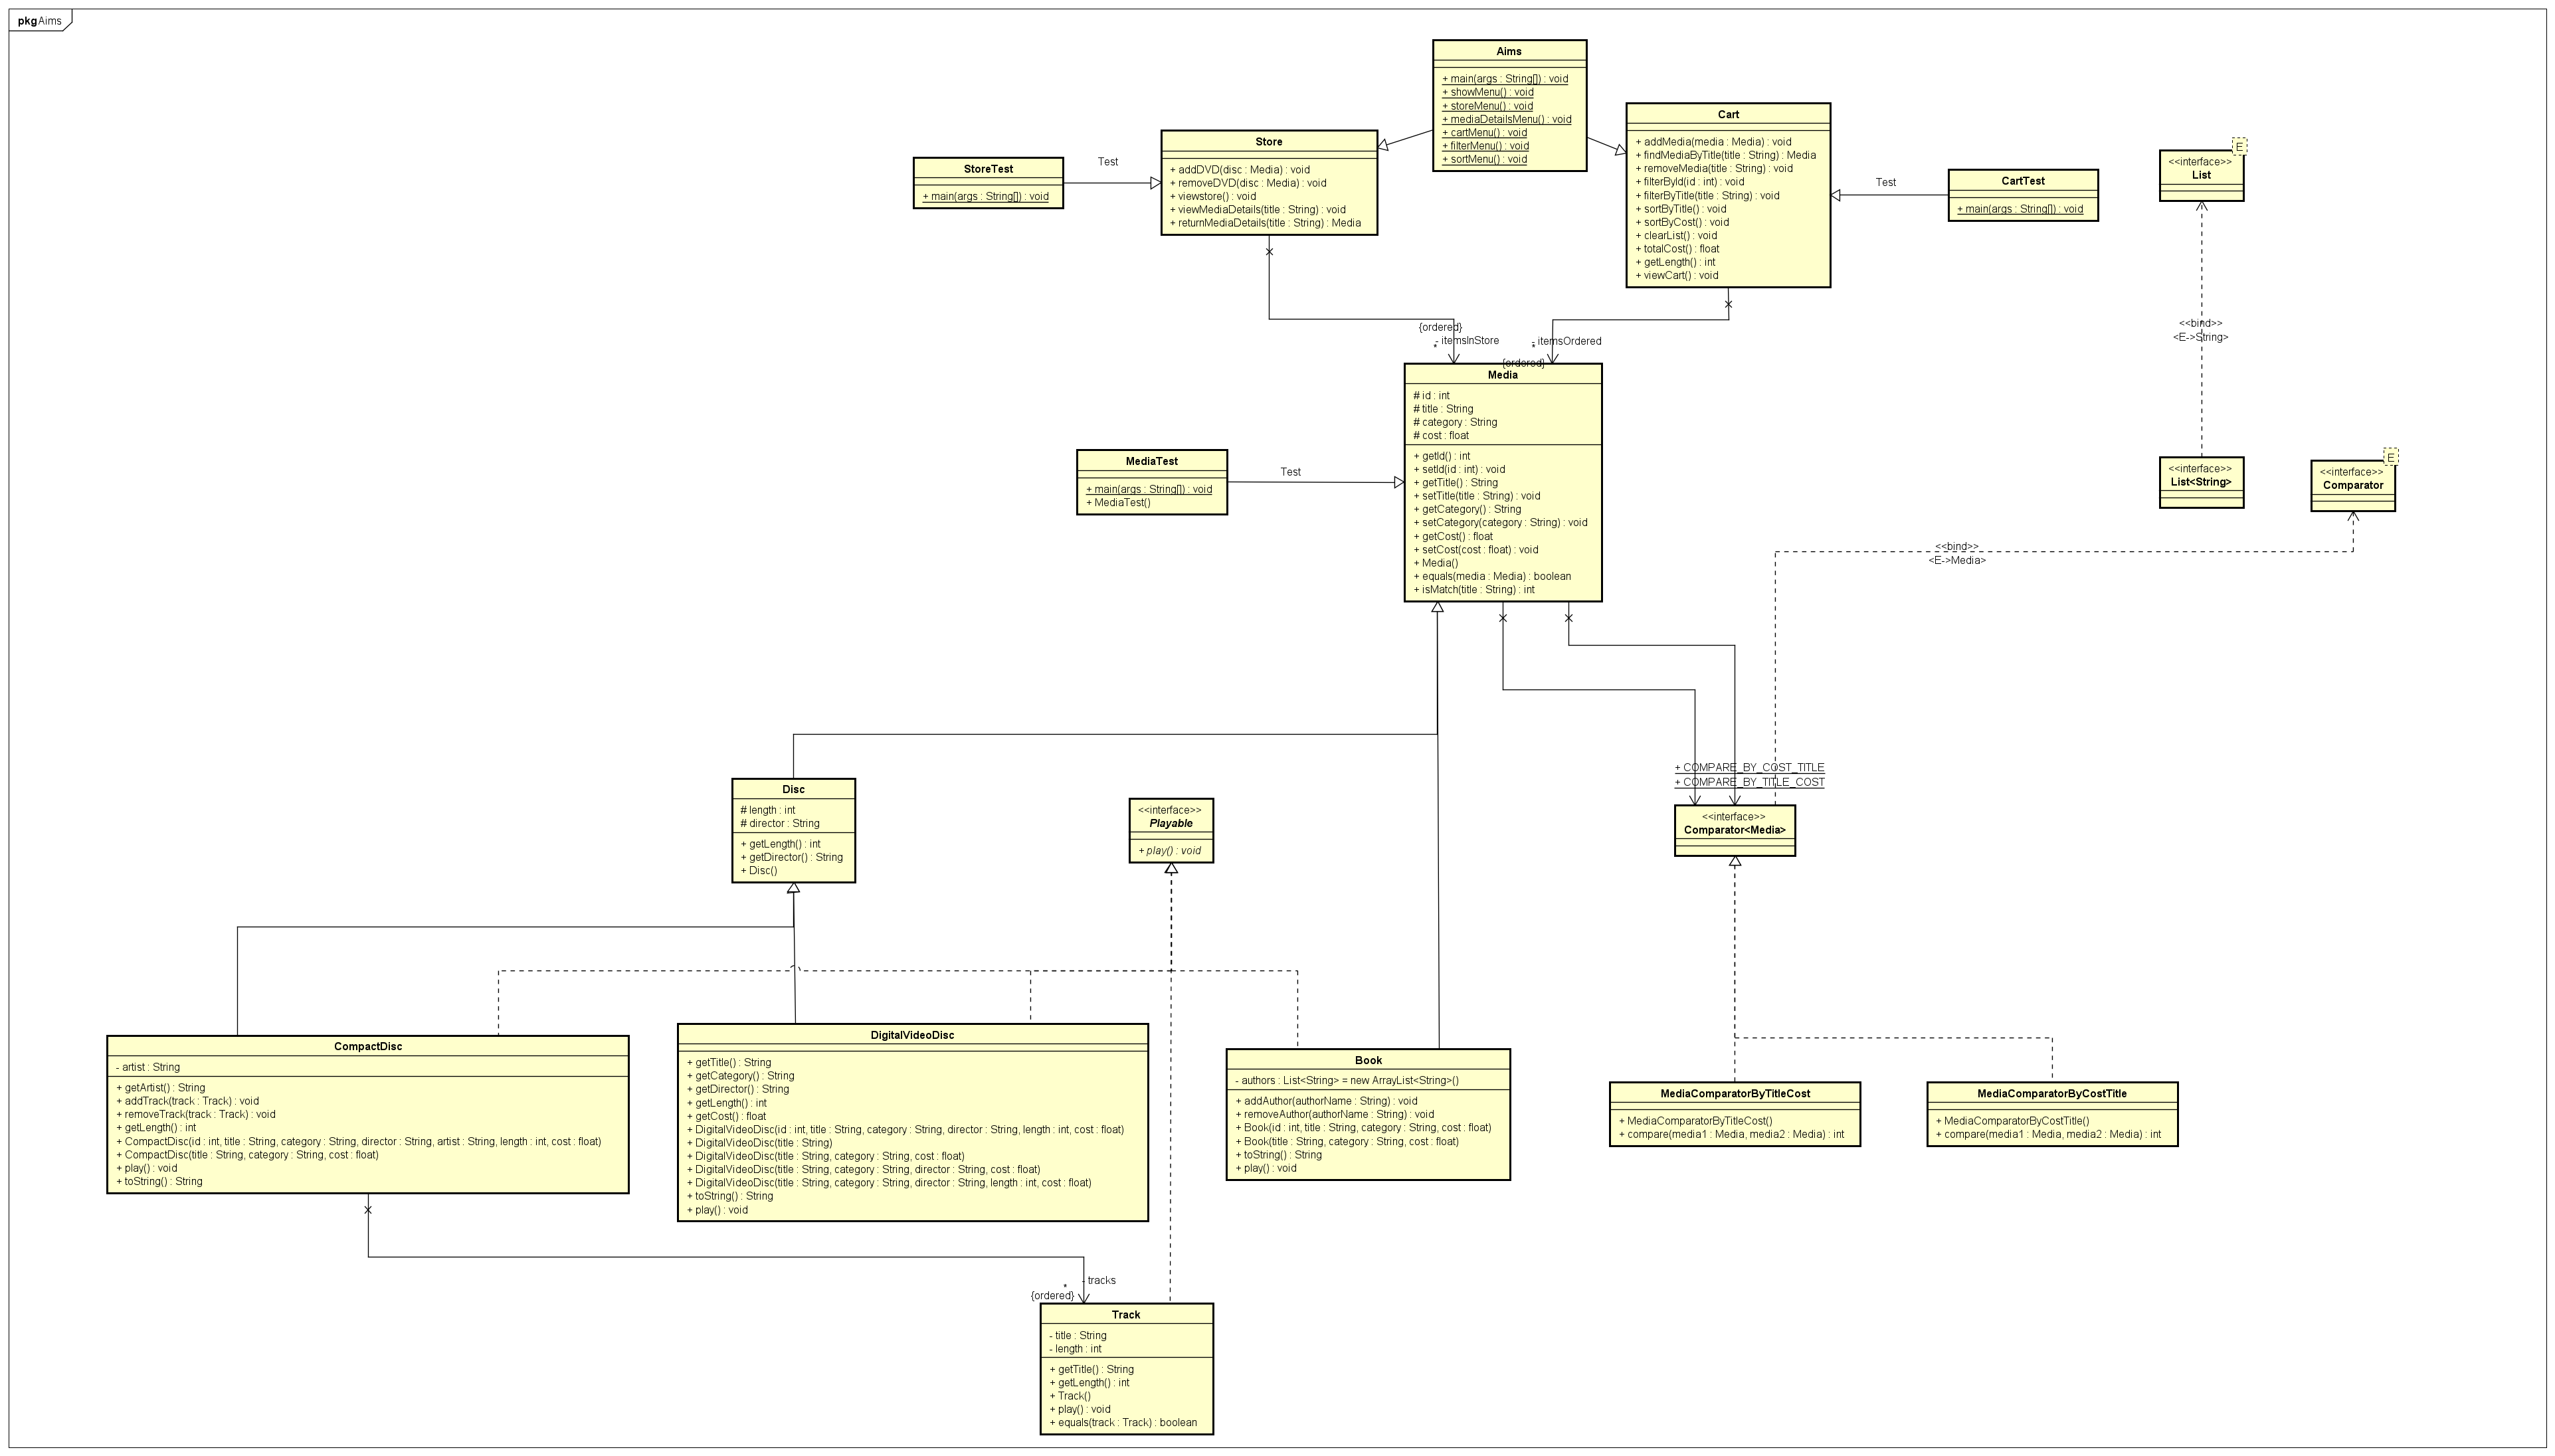 pkg Aims
Aims
+ main(args : String[]) : void
+ showMenu() : void
+ storeMenu() : void
+ mediaDetailsMenu() : void
+ cartMenu() : void
+ filterMenu() : void
+ sortMenu() : void
Store
+ addDVD(disc : Media) : void
+ removeDVD(disc : Media) : void
+ viewstore() : void
+ viewMediaDetails(title : String) : void
+ returnMediaDetails(title : String) : Media
Cart
+ addMedia(media : Media) : void
+ findMediaByTitle(title : String) : Media
+ removeMedia(title : String) : void
+ filterById(id : int) : void
+ filterByTitle(title : String) : void
+ sortByTitle() : void
+ sortByCost() : void
+ clearList() : void
+ totalCost() : float
+ getLength() : int
+ viewCart() : void
StoreTest
+ main(args : String[]) : void
Test
CartTest
+ main(args : String[]) : void
Test
E
<<interface>>
List
<<bind>>
<E->String>
<<interface>>
List<String>
E
<<interface>>
Comparator
<<bind>>
<E->Media>
{ordered}
- itemsInStore
*
- itemsOrdered
*
{ordered}
Media
# id : int
# title : String
# category : String
# cost : float
+ getId() : int
+ setId(id : int) : void
+ getTitle() : String
+ setTitle(title : String) : void
+ getCategory() : String
+ setCategory(category : String) : void
+ getCost() : float
+ setCost(cost : float) : void
+ Media()
+ equals(media : Media) : boolean
+ isMatch(title : String) : int
MediaTest
+ main(args : String[]) : void
+ MediaTest()
Test
Disc
# length : int
# director : String
+ getLength() : int
+ getDirector() : String
+ Disc()
<<interface>>
Playable
+ play() : void
+ COMPARE_BY_COST_TITLE
+ COMPARE_BY_TITLE_COST
<<interface>>
Comparator<Media>
CompactDisc
- artist : String
+ getArtist() : String
+ addTrack(track : Track) : void
+ removeTrack(track : Track) : void
+ getLength() : int
+ CompactDisc(id : int, title : String, category : String, director : String, artist : String, length : int, cost : float)
+ CompactDisc(title : String, category : String, cost : float)
+ play() : void
+ toString() : String
DigitalVideoDisc
+ getTitle() : String
+ getCategory() : String
+ getDirector() : String
+ getLength() : int
+ getCost() : float
+ DigitalVideoDisc(id : int, title : String, category : String, director : String, length : int, cost : float)
+ DigitalVideoDisc(title : String)
+ DigitalVideoDisc(title : String, category : String, cost : float)
+ DigitalVideoDisc(title : String, category : String, director : String, cost : float)
+ DigitalVideoDisc(title : String, category : String, director : String, length : int, cost : float)
+ toString() : String
+ play() : void
Book
- authors : List<String> = new ArrayList<String>()
+ addAuthor(authorName : String) : void
+ removeAuthor(authorName : String) : void
+ Book(id : int, title : String, category : String, cost : float)
+ Book(title : String, category : String, cost : float)
+ toString() : String
+ play() : void
MediaComparatorByTitleCost
+ MediaComparatorByTitleCost()
+ compare(media1 : Media, media2 : Media) : int
MediaComparatorByCostTitle
+ MediaComparatorByCostTitle()
+ compare(media1 : Media, media2 : Media) : int
- tracks
*
{ordered}
Track
- title : String
- length : int
+ getTitle() : String
+ getLength() : int
+ Track()
+ play() : void
+ equals(track : Track) : boolean